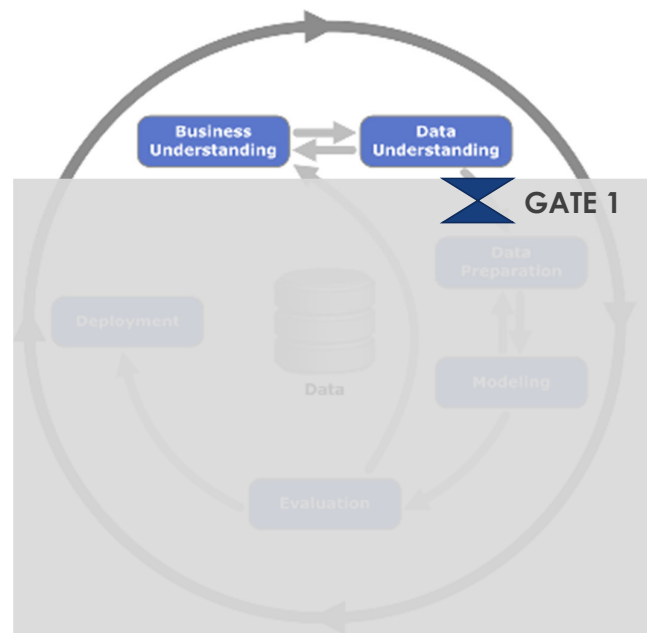 Business
Understanding
Data
Understanding
GATE 1
Data
Preparation
Deployment
Data
Modeling
Evaluation